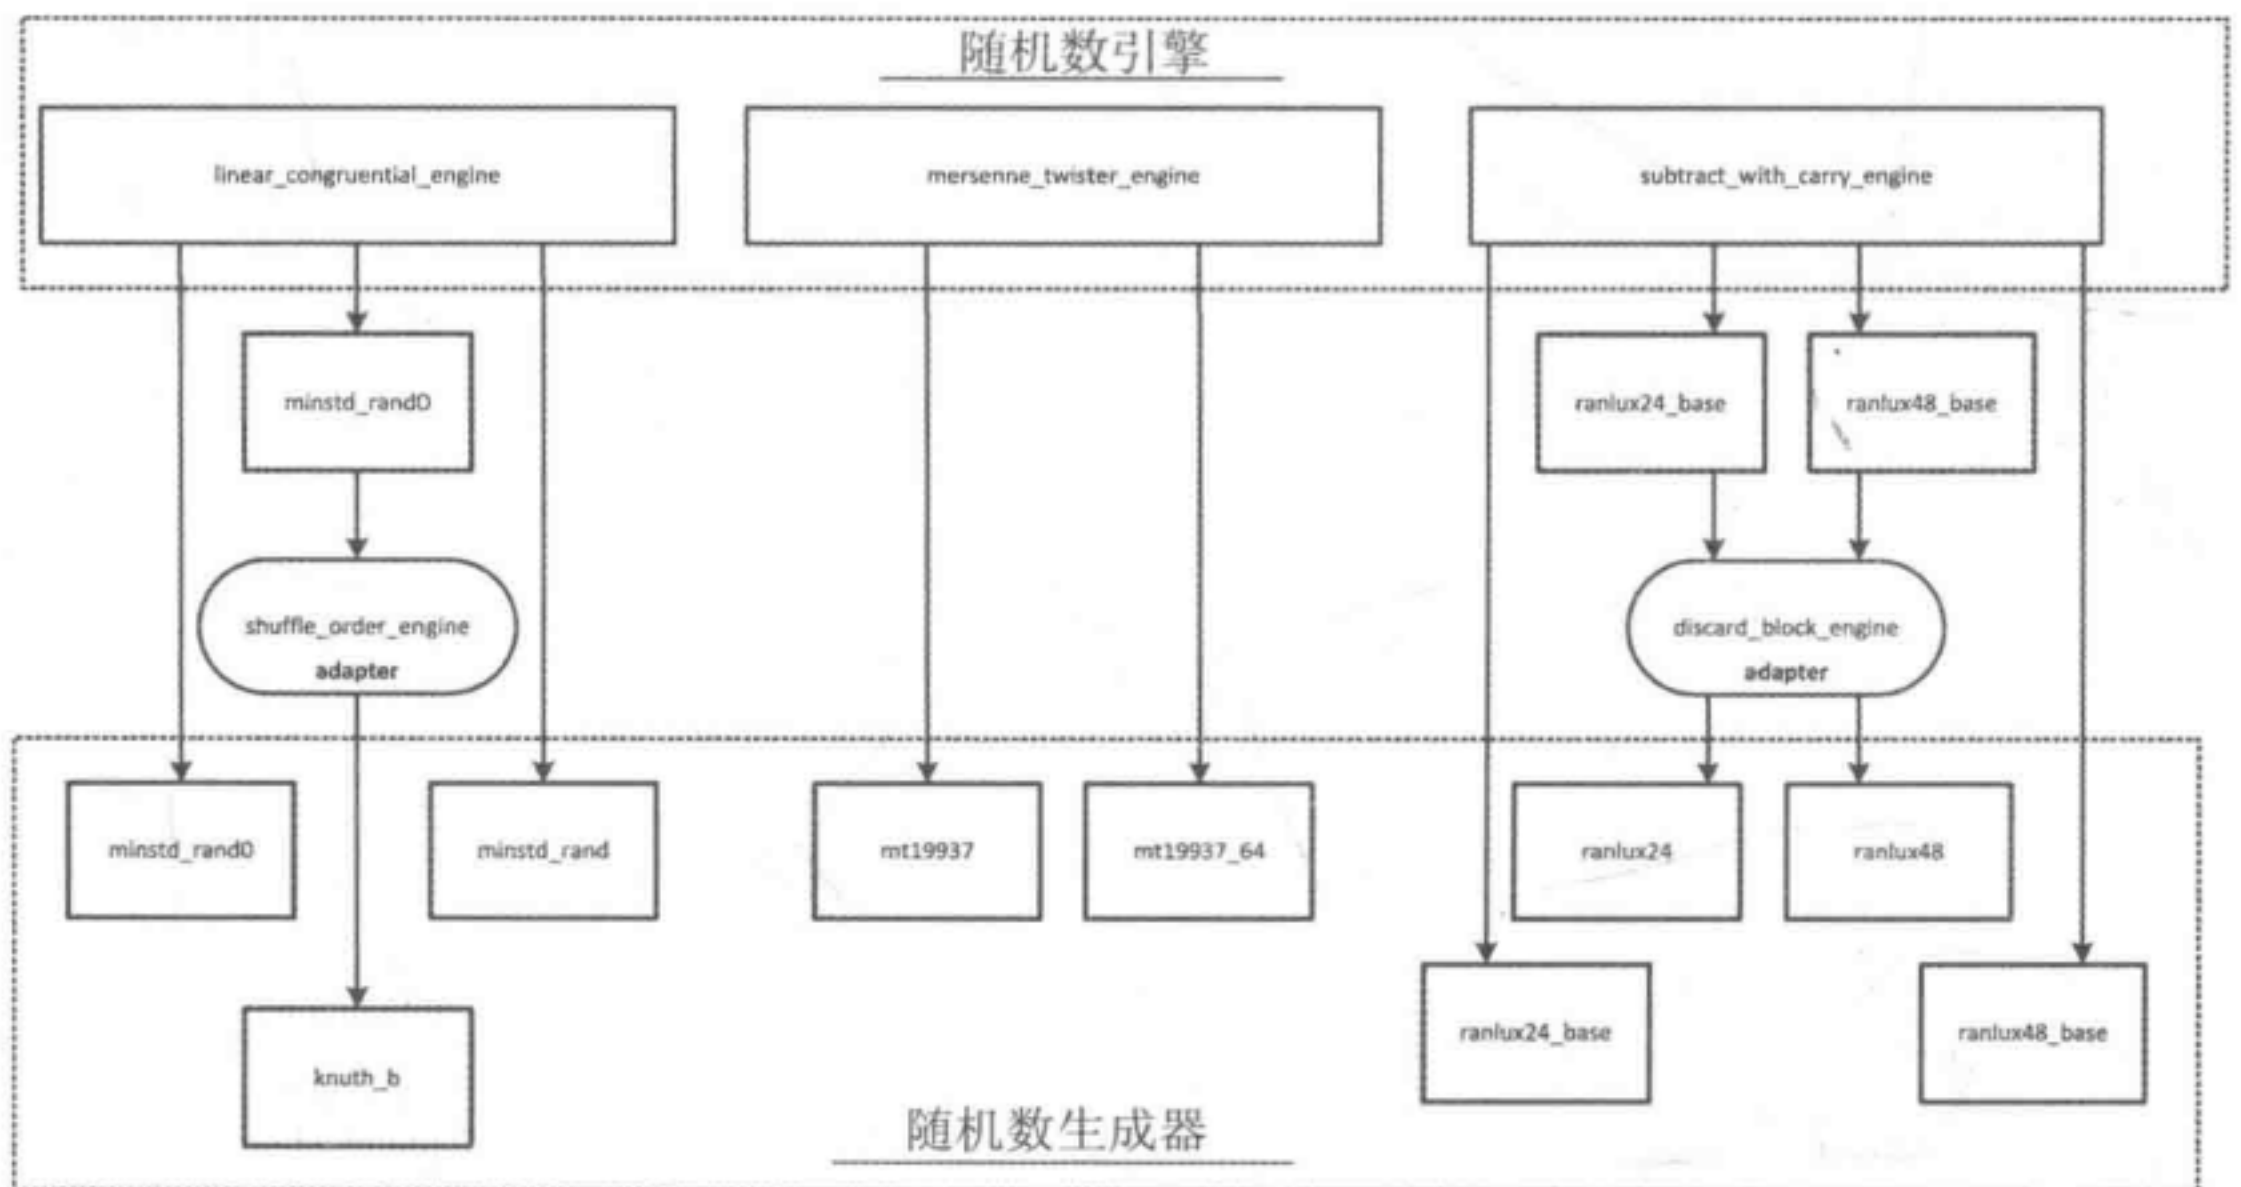 随机数引擎
linear_congruential_engine
mersenne_twister_engine
subtract_with_carry_engine
minstd_rand0
ranlux24_base
ranlux48_base
shuffle_order_engine
adapter
discard_block_engine
adapter
minstd_rand0
minstd_rand
mt19937
mt19937_64
ranlux24
ranlux48
ranlux24_base
ranlux48_base
knuth_b
随机数生成器